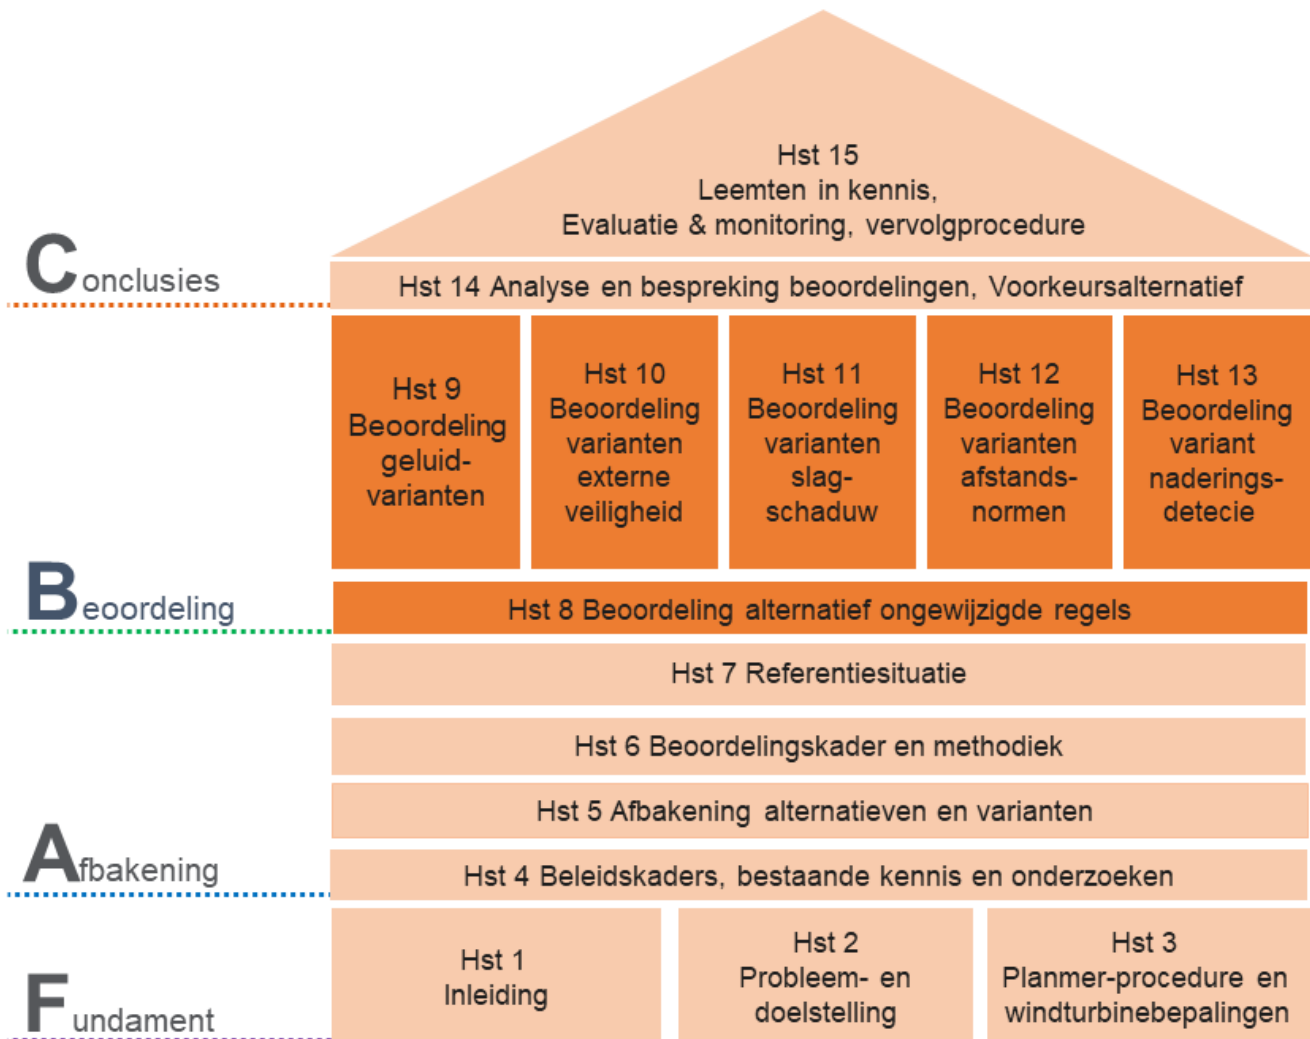 Hst 15
Leemten in kennis,
Evaluatie & monitoring, vervolgprocedure
Conclusies
Hst 14 Analyse en bespreking beoordelingen, Voorkeursalternatief
Hst 9
Beoordeling
geluid-
varianten
Hst 10
Beoordeling
varianten
externe
veiligheid
Hst 11
Beoordeling
varianten
slag-
schaduw
Hst 12
Beoordeling
varianten
afstands-
normen
Hst 13
Beoordeling
variant
naderings-
detecie
Beoordeling
Hst 8 Beoordeling alternatief ongewijzigde regels
Hst 7 Referentiesituatie
Hst 6 Beoordelingskader en methodiek
Hst 5 Afbakening alternatieven en varianten
Afbakening
Hst 4 Beleidskaders, bestaande kennis en onderzoeken
Fundament
Hst 1
Inleiding
Hst 2
Probleem- en
doelstelling
Hst 3
Planmer-procedure en
windturbinebepalingen